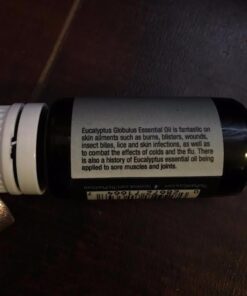 Eucalyptus Globulus Essential Oil is fantastic on
skin ailments such as burns, blisters, wounds,
insect bites, lice and skin infections, as well as
to combat the effects of colds and the flu. There
is also a history of Eucalyptus essential oil being
applied to sore muscles and joints.